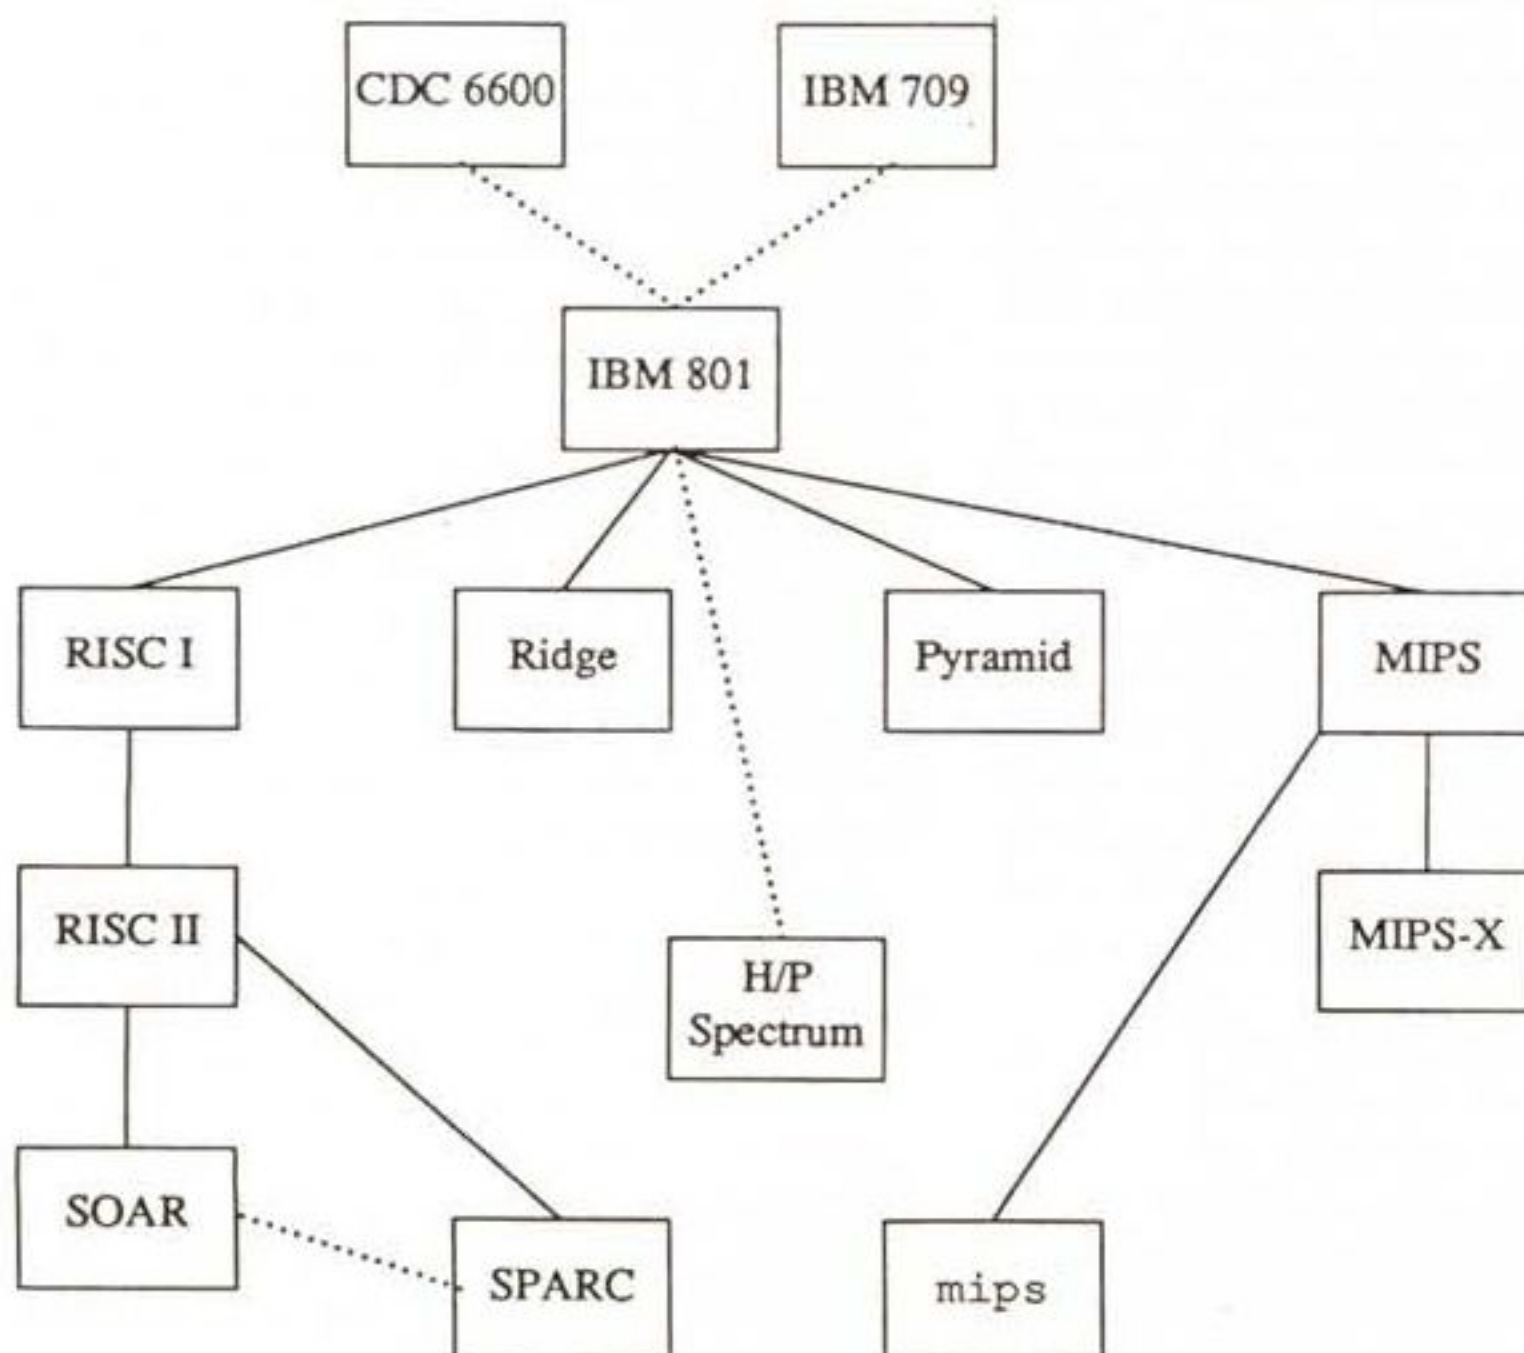 CDC 6600
IBM 709
IBM 801
RISC I
Ridge
Pyramid
MIPS
RISC II
MIPS-X
H/P
Spectrum
SOAR
SPARC
mips